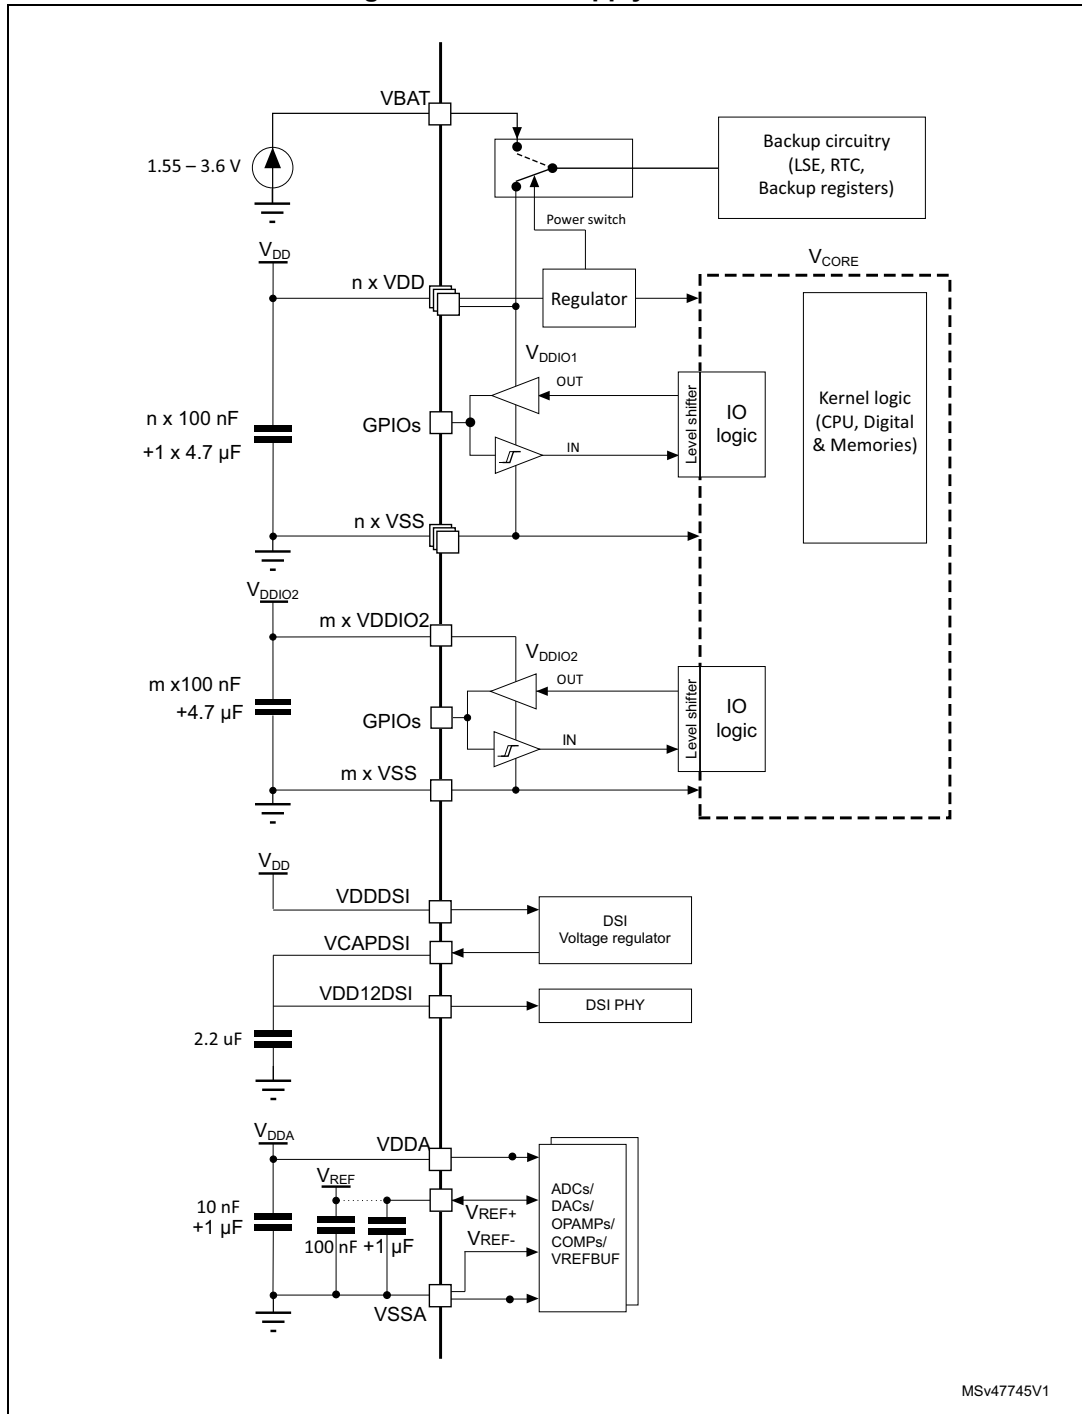 VBAT
1.55 – 3.6 V
Backup circuitry
(LSE, RTC,
Backup registers)
Power switch
VDD
n x VDD
Regulator
VCORE
VDDIO1
OUT
GPIOs
IN
Level shifter
IO
logic
Kernel logic
(CPU, Digital
& Memories)
n x 100 nF
+1 x 4.7 µF
n x VSS
VDDIO2
m x VDDIO2
VDDIO2
OUT
m x100 nF
+4.7 µF
GPIOs
IN
Level shifter
IO
logic
m x VSS
VDD
VDDDSI
DSI
Voltage regulator
VCAPDSI
VDD12DSI
DSI PHY
2.2 uF
VDDA
VDDA
VREF
10 nF
+1 µF
100 nF
+1 µF
VREF+
VREF-
ADCs/
DACs/
OPAMPs/
COMPs/
VREFBUF
VSSA
MSv47745V1